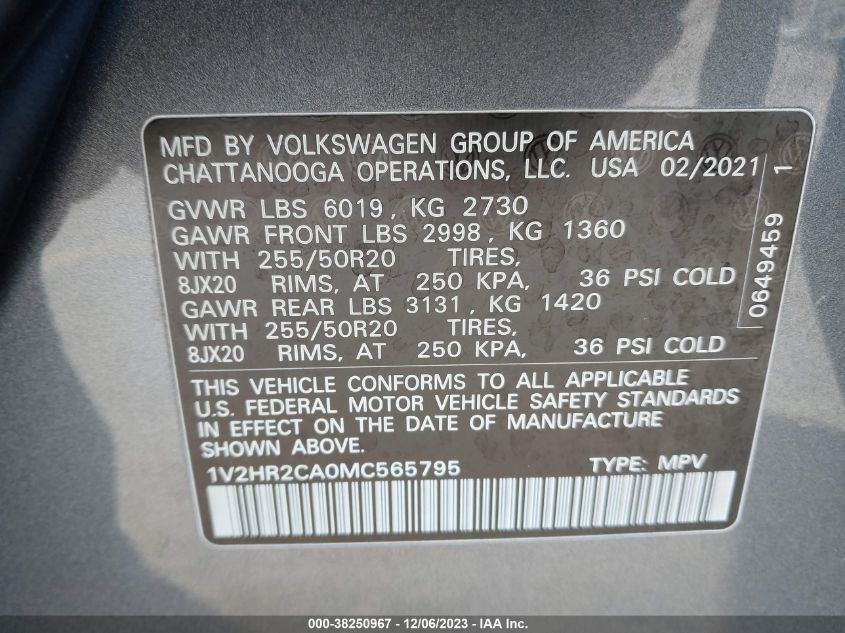 MFD BY VOLKSWAGEN GROUP OF AMERICA
CHATTANOOGA OPERATIONS, LLC. USA 02/2021
GVWR LBS 6019, KG 2730
GAWR FRONT LBS 2998, KG 1360
WITH 255/50R20 TIRES,
8JX20 RIMS, AT 250 KPA, 36 PSI COLD
GAWR REAR LBS 3131, KG 1420
WITH 255/50R20 TIRES,
8JX20 RIMS, AT 250 KPA, 36 PSI COLD
0649459 1
THIS VEHICLE CONFORMS TO ALL APPLICABLE
U.S. FEDERAL MOTOR VEHICLE SAFETY STANDARDS
IN EFFECT ON THE DATE OF MANUFACTURE
SHOWN ABOVE.
1V2HR2CA0MC565795 TYPE: MPV
000-38250967 - 12/06/2023 - IAA Inc.